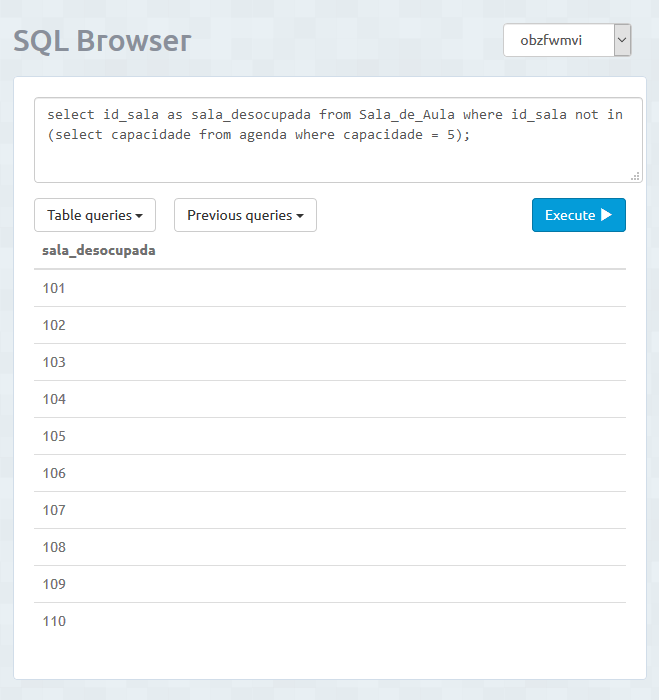 SQL Browser
obzfwmvi
select id_sala as sala_desocupada from Sala_de_Aula where id_sala not in
(select capacidade from agenda where capacidade = 5);
Table queries
Previous queries
Execute
sala_desocupada
101
102
103
104
105
106
107
108
109
110